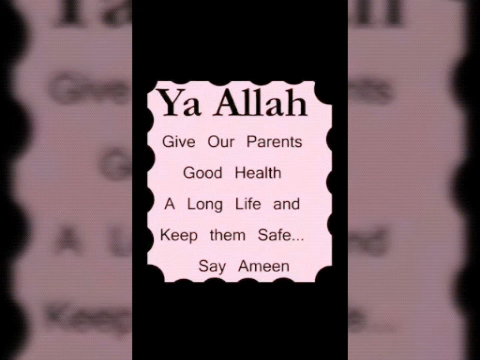 Ya Allah
Give Our Parents
Good Health
A Long Life and
Keep them Safe...
Say Ameen